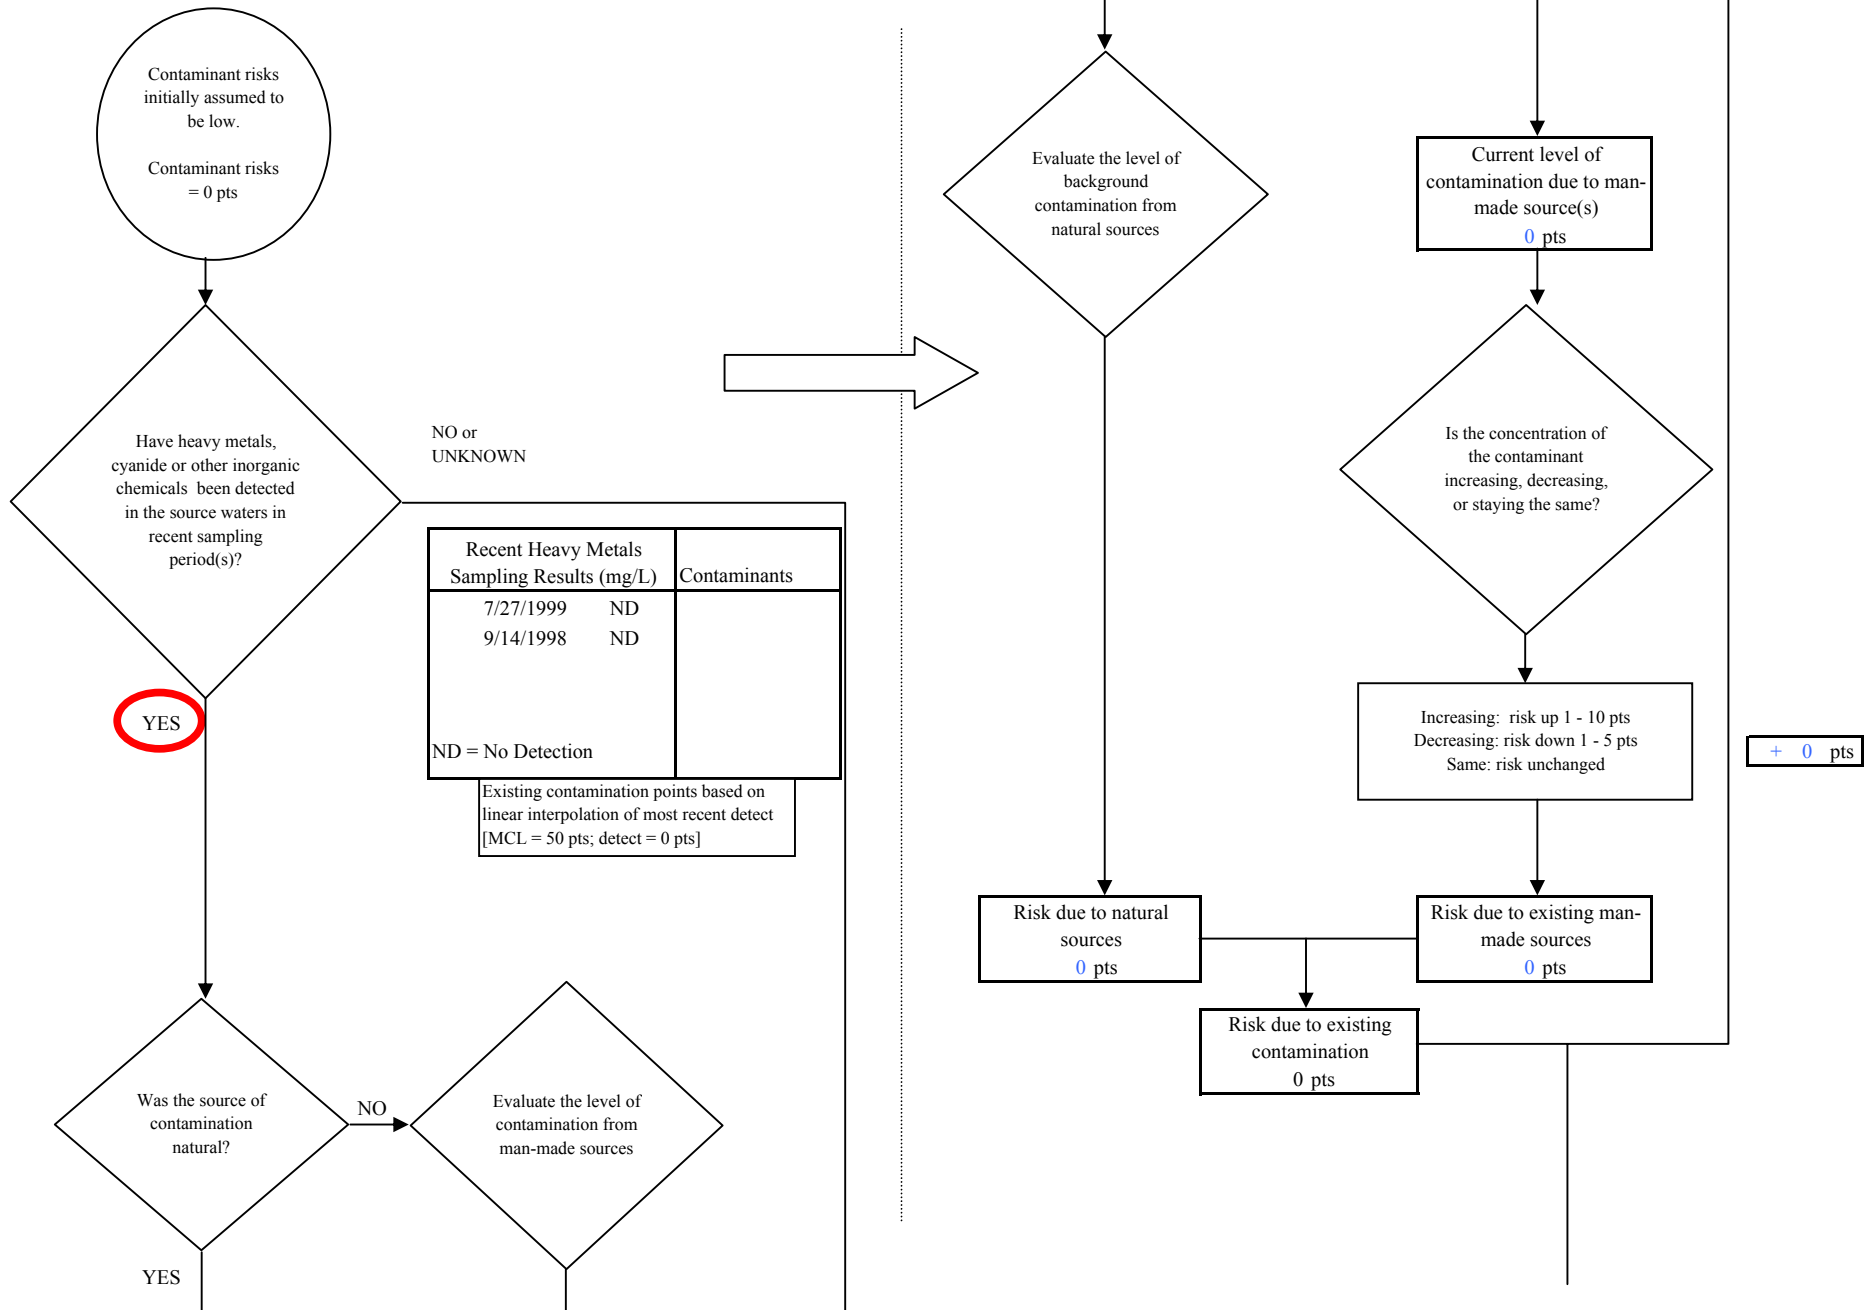 Contaminant risks
initially assumed to
be low.
Contaminant risks
= 0 pts
Have heavy metals,
cyanide or other inorganic
chemicals been detected
in the source waters in
recent sampling
period(s)?
NO or
UNKNOWN
YES
Recent Heavy Metals
Sampling Results (mg/L)
Contaminants
7/27/1999 ND
9/14/1998 ND
ND = No Detection
Existing contamination points based on
linear interpolation of most recent detect
[MCL = 50 pts; detect = 0 pts]
Was the source of
contamination
natural?
NO
Evaluate the level of
contamination from
man-made sources
YES
Evaluate the level of
background
contamination from
natural sources
Current level of
contamination due to man-
made source(s)
0 pts
Is the concentration of
the contaminant
increasing, decreasing,
or staying the same?
Increasing: risk up 1 - 10 pts
Decreasing: risk down 1 - 5 pts
Same: risk unchanged
+ 0 pts
Risk due to natural
sources
0 pts
Risk due to existing man-
made sources
0 pts
Risk due to existing
contamination
0 pts